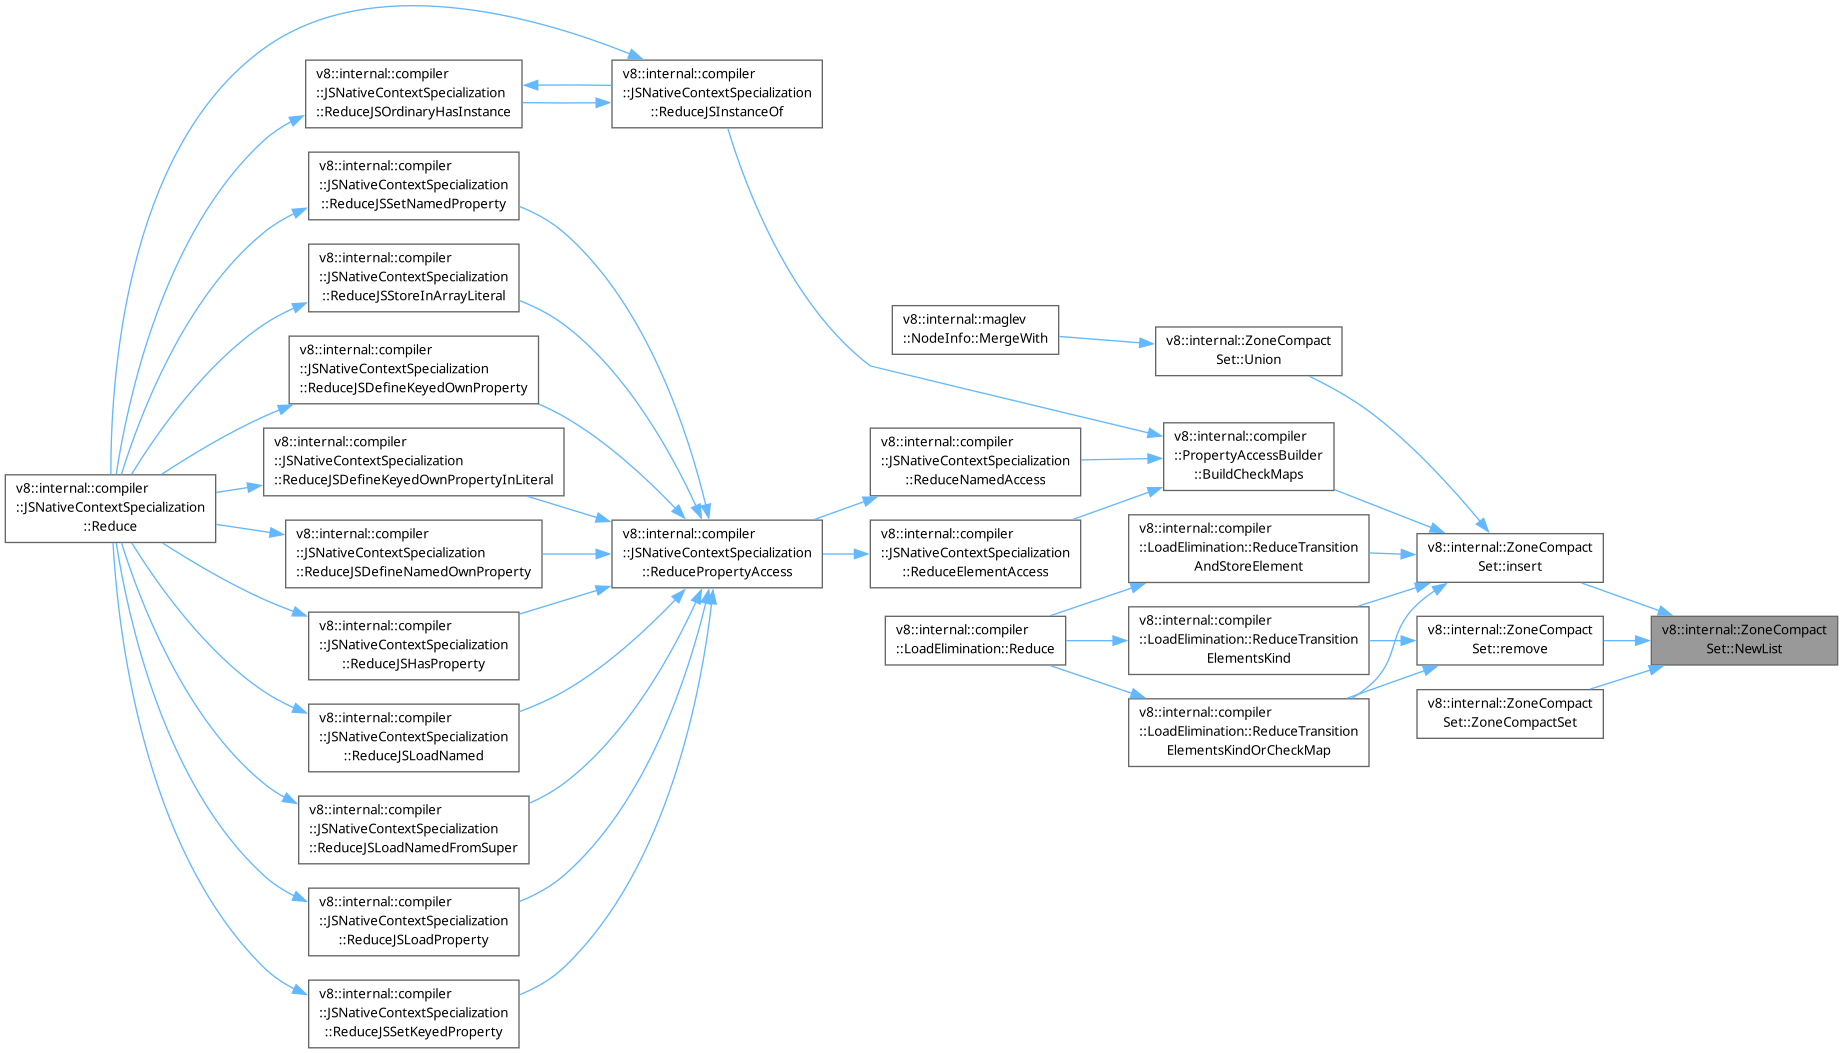 v8::internal::compiler
::JSNativeContextSpecialization
::Reduce
v8::internal::compiler
::JSNativeContextSpecialization
::ReduceJSOrdinaryHasInstance
v8::internal::compiler
::JSNativeContextSpecialization
::ReduceJSSetNamedProperty
v8::internal::compiler
::JSNativeContextSpecialization
::ReduceJSStoreInArrayLiteral
v8::internal::compiler
::JSNativeContextSpecialization
::ReduceJSDefineKeyedOwnProperty
v8::internal::compiler
::JSNativeContextSpecialization
::ReduceJSDefineKeyedOwnPropertyInLiteral
v8::internal::compiler
::JSNativeContextSpecialization
::ReduceJSDefineNamedOwnProperty
v8::internal::compiler
::JSNativeContextSpecialization
::ReduceJSHasProperty
v8::internal::compiler
::JSNativeContextSpecialization
::ReduceJSLoadNamed
v8::internal::compiler
::JSNativeContextSpecialization
::ReduceJSLoadNamedFromSuper
v8::internal::compiler
::JSNativeContextSpecialization
::ReduceJSLoadProperty
v8::internal::compiler
::JSNativeContextSpecialization
::ReduceJSSetKeyedProperty
v8::internal::compiler
::JSNativeContextSpecialization
::ReduceJSInstanceOf
v8::internal::compiler
::JSNativeContextSpecialization
::ReducePropertyAccess
v8::internal::maglev
::NodeInfo::MergeWith
v8::internal::compiler
::JSNativeContextSpecialization
::ReduceNamedAccess
v8::internal::compiler
::JSNativeContextSpecialization
::ReduceElementAccess
v8::internal::compiler
::LoadElimination::Reduce
v8::internal::ZoneCompact
Set::Union
v8::internal::compiler
::PropertyAccessBuilder
::BuildCheckMaps
v8::internal::compiler
::LoadElimination::ReduceTransition
AndStoreElement
v8::internal::compiler
::LoadElimination::ReduceTransition
ElementsKind
v8::internal::compiler
::LoadElimination::ReduceTransition
ElementsKindOrCheckMap
v8::internal::ZoneCompact
Set::insert
v8::internal::ZoneCompact
Set::remove
v8::internal::ZoneCompact
Set::ZoneCompactSet
v8::internal::ZoneCompact
Set::NewList